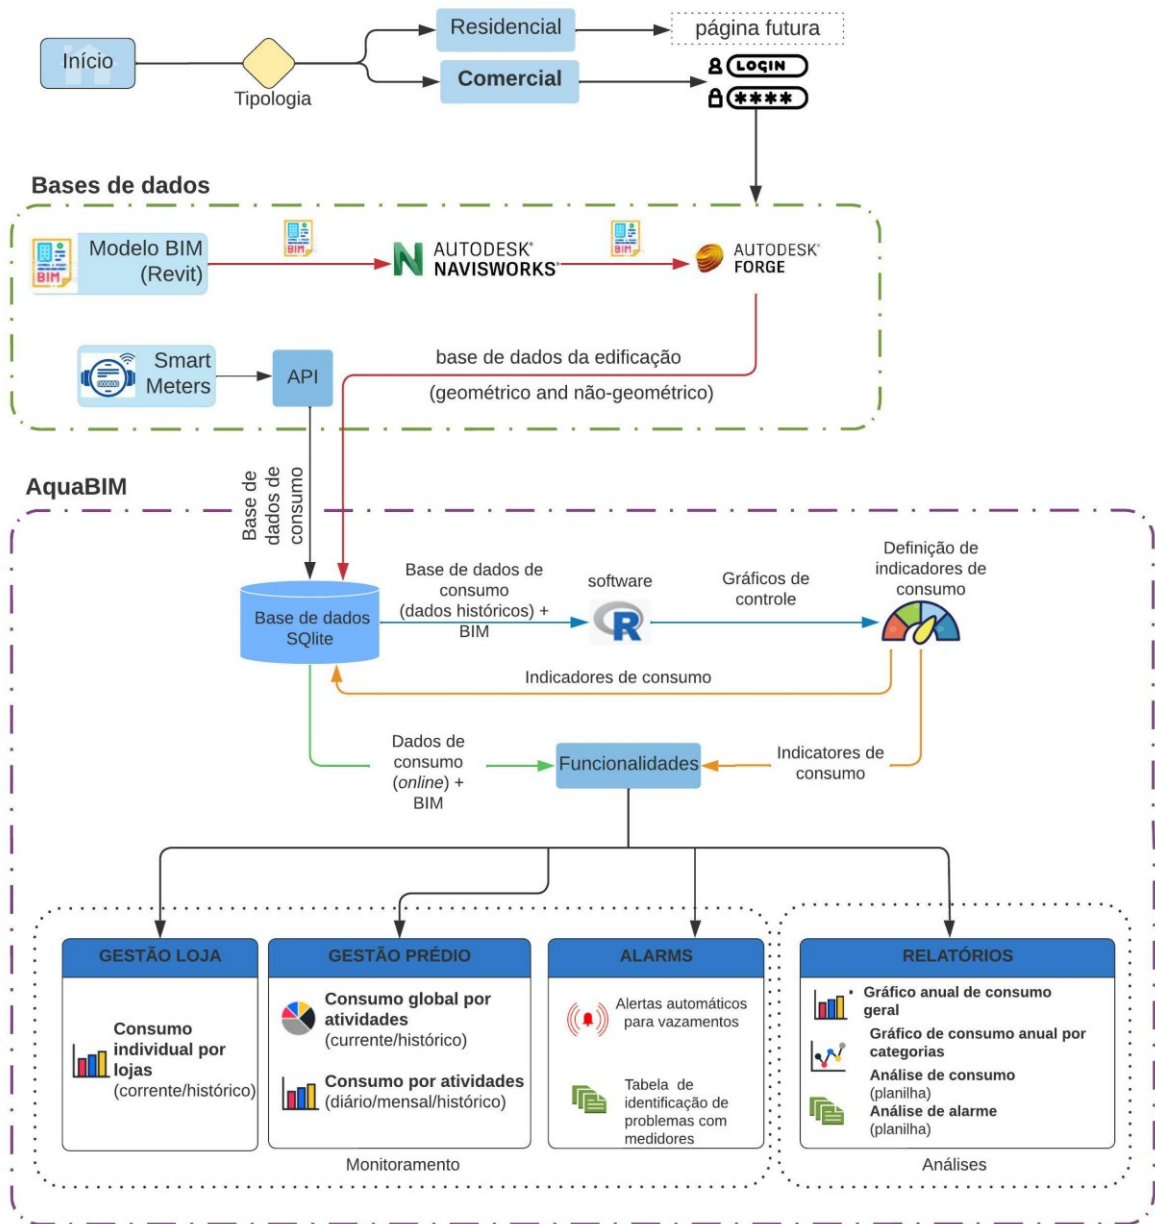 Residencial
página futura
Início
Tipologia
Comercial
LOGIN
****
Bases de dados
BIM
BIM
BIM
Modelo BIM
(Revit)
AUTODESK®
NAVISWORKS®
AUTODESK®
FORGE
Smart
Meters
API
base de dados da edificação
(geométrico and não-geométrico)
Base de
dados de
consumo
AquaBIM
Base de dados
SQlite
Base de dados de
consumo
(dados históricos) +
BIM
software
R
Gráficos de
controle
Definição de
indicadores de
consumo
Indicadores de consumo
Dados de
consumo
(online) +
BIM
Funcionalidades
Indicatores de
consumo
GESTÃO LOJA
Consumo
individual por
lojas
(corrente/histórico)
GESTÃO PRÉDIO
Consumo global por
atividades
(currente/histórico)
Consumo por atividades
(diário/mensal/histórico)
ALARMS
Alertas automáticos
para vazamentos
Tabela de
identificação de
problemas com
medidores
Monitoramento
RELATÓRIOS
Gráfico anual de consumo
geral
Gráfico de consumo anual por
categorias
Análise de consumo
(planilha)
Análise de alarme
(planilha)
Análises